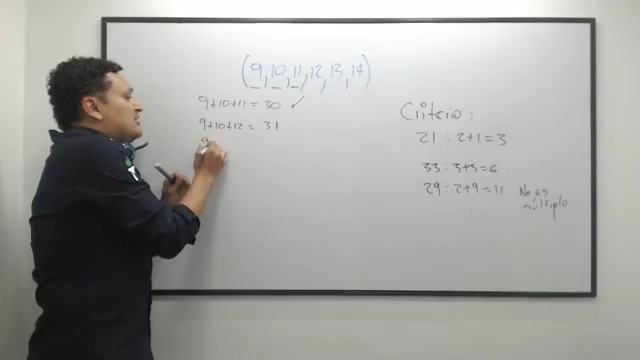 (9, 10, 11, 12, 13, 14)
9+10+11 = 30 ✓
9+10+12 = 31
9
Criterio :
21 : 2+1 = 3
33 : 3+3 = 6
29 : 2+9 = 11 No es
múltiplo